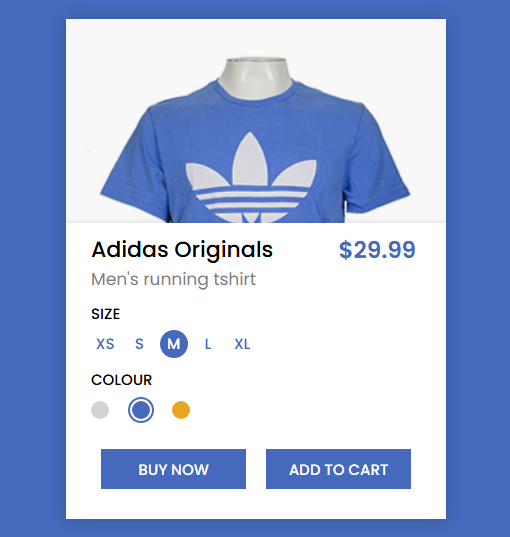 Adidas Originals $29.99
Men's running tshirt
SIZE
XS S M L XL
COLOUR
BUY NOW ADD TO CART